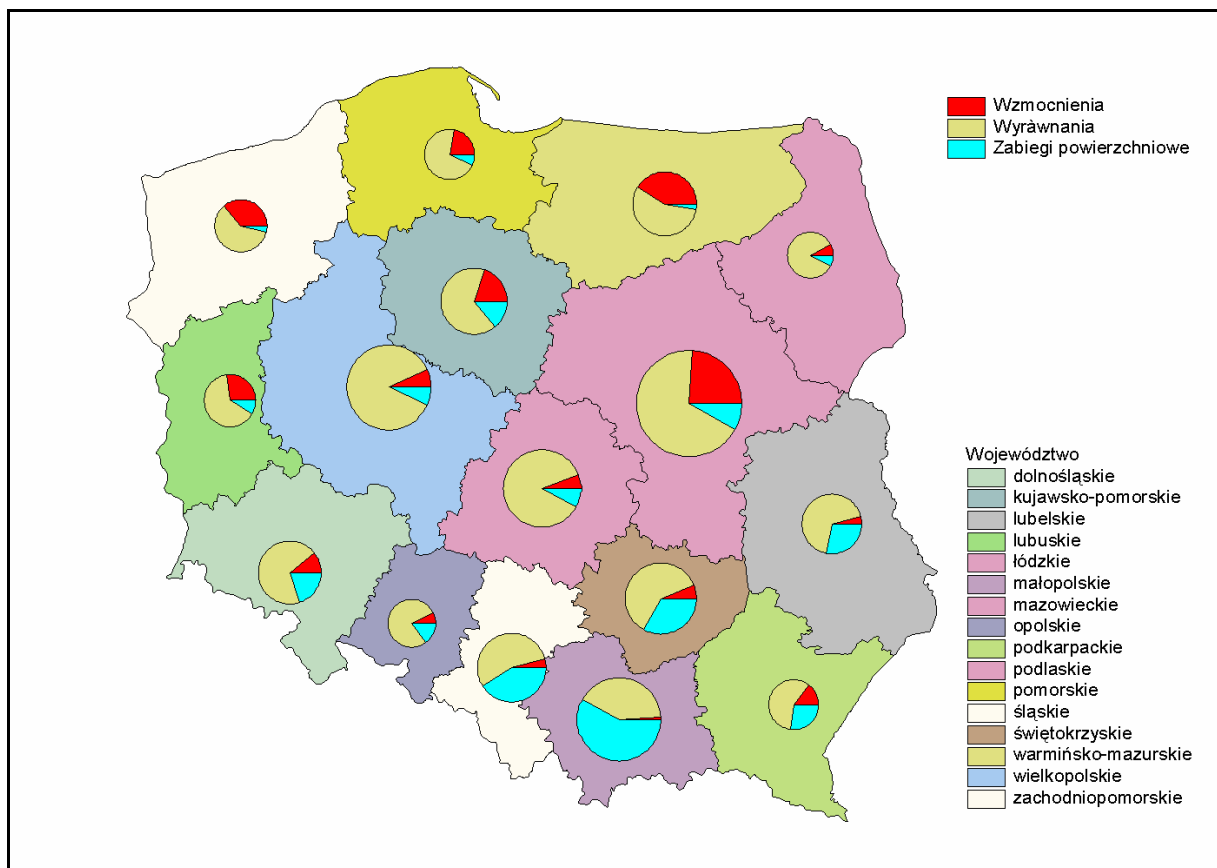 Wzmocnienia
Wyràwnania
Zabiegi powierzchniowe
Województwo
dolnośląskie
kujawsko-pomorskie
lubelskie
lubuskie
łódzkie
małopolskie
mazowieckie
opolskie
podkarpackie
podlaskie
pomorskie
śląskie
świętokrzyskie
warmińsko-mazurskie
wielkopolskie
zachodniopomorskie